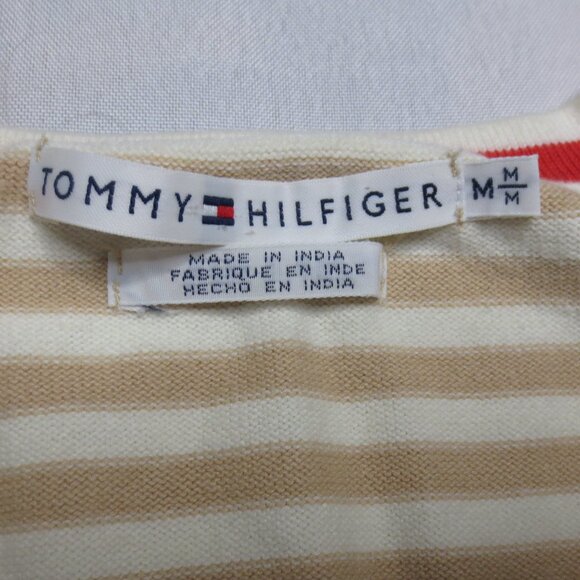 TOMMY HILFIGER
M M/M
MADE IN INDIA
FABRIQUE EN INDE
HECHO EN INDIA